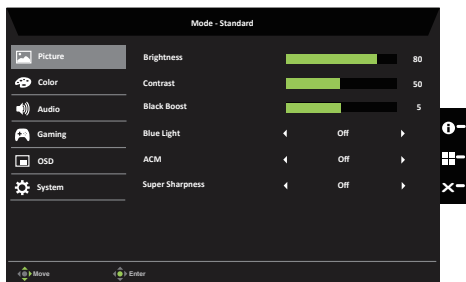 Mode - Standard
Picture
Color
Audio
Gaming
OSD
System
Brightness 80
Contrast 50
Black Boost 5
Blue Light Off
ACM Off
Super Sharpness Off
Move Enter